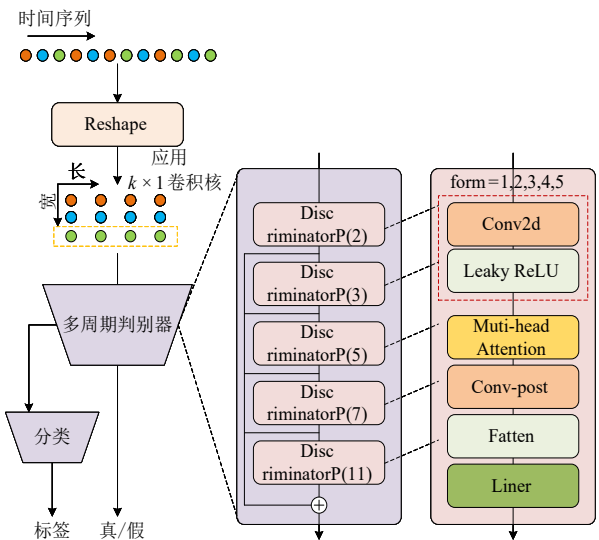 时间序列
Reshape
应用
k×1卷积核
长
宽
多周期判别器
分类
标签
真/假
Disc
riminatorP(2)
Disc
riminatorP(3)
Disc
riminatorP(5)
Disc
riminatorP(7)
Disc
riminatorP(11)
form=1,2,3,4,5
Conv2d
Leaky ReLU
Muti-head
Attention
Conv-post
Fatten
Liner